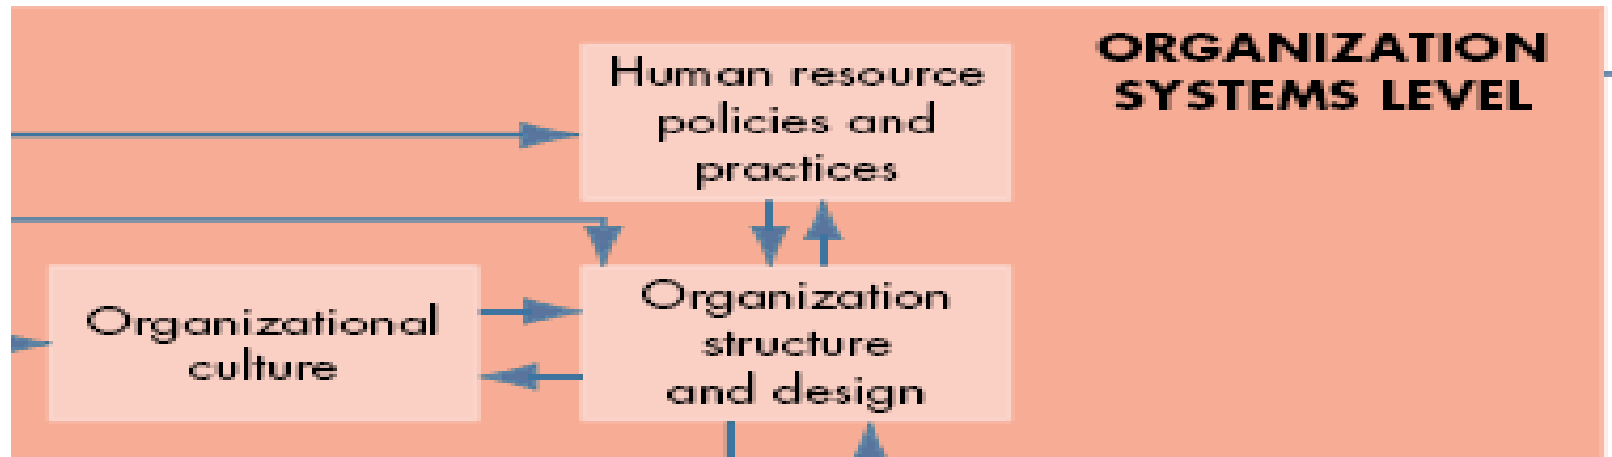 ORGANIZATION
SYSTEMS LEVEL
Human resource
policies and
practices
Organizational
culture
Organization
structure
and design